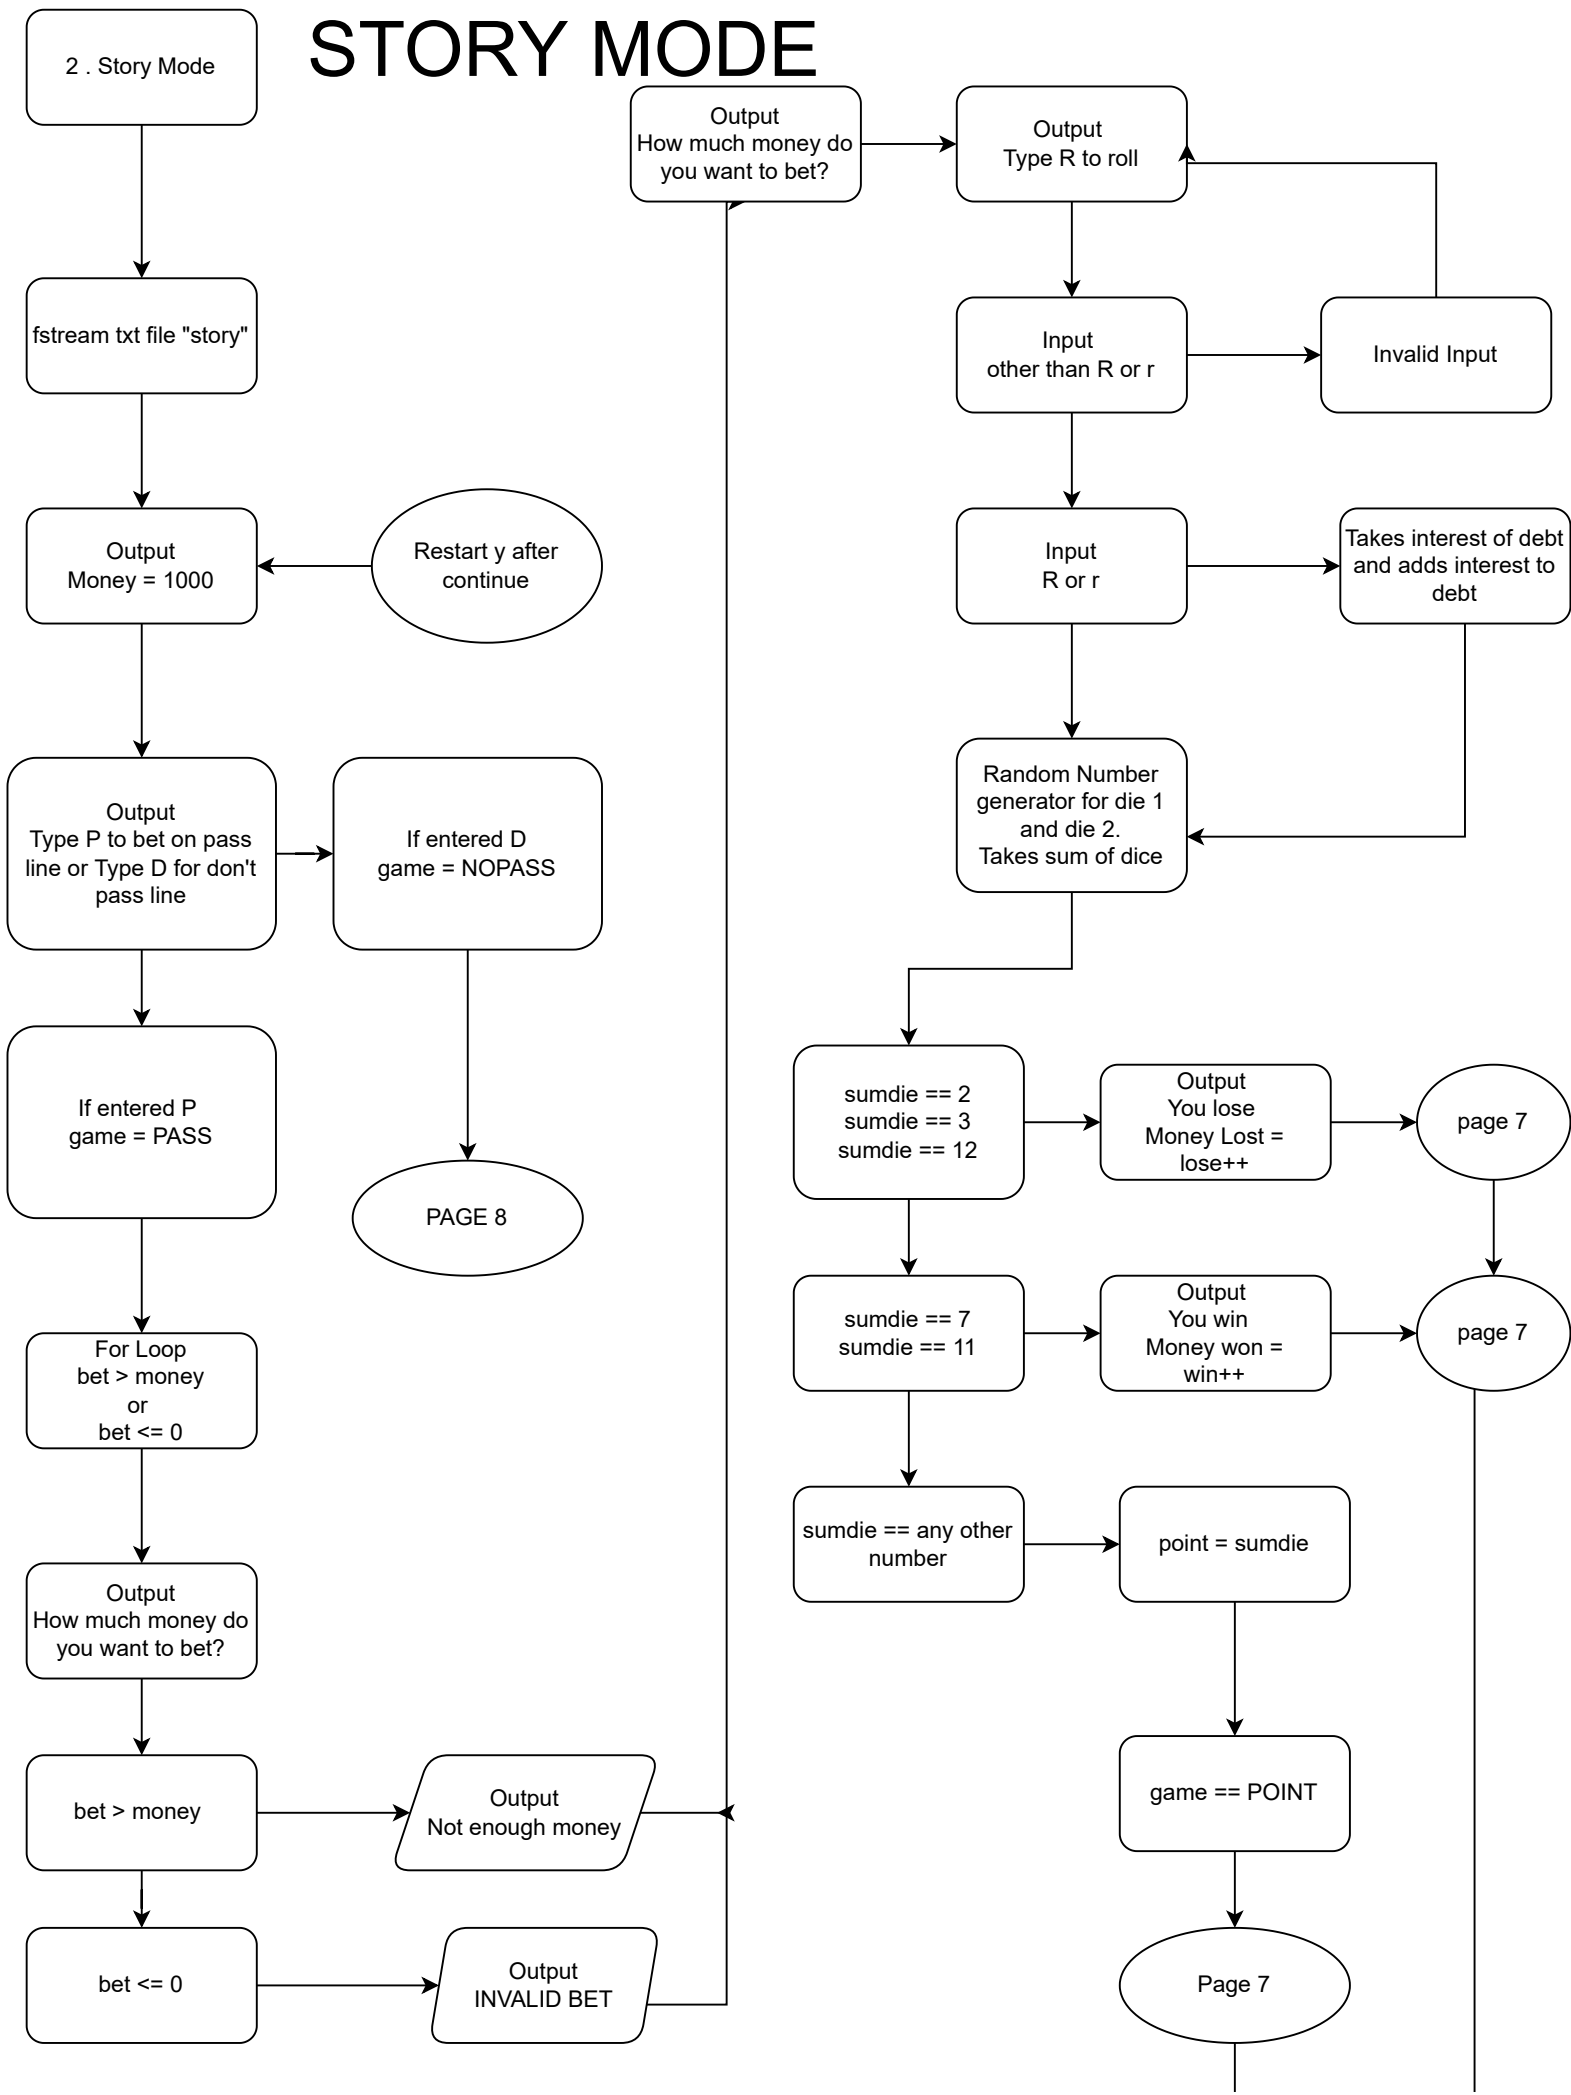 STORY MODE
2 . Story Mode
fstream txt file "story"
Output
Money = 1000
Restart y after
continue
Output
Type P to bet on pass
line or Type D for don't
pass line
If entered D
game = NOPASS
If entered P
game = PASS
PAGE 8
For Loop
bet > money
or
bet <= 0
Output
How much money do
you want to bet?
bet > money
Output
Not enough money
bet <= 0
Output
INVALID BET
Output
How much money do
you want to bet?
Output
Type R to roll
Input
other than R or r
Invalid Input
Input
R or r
Takes interest of debt
and adds interest to
debt
Random Number
generator for die 1
and die 2.
Takes sum of dice
sumdie == 2
sumdie == 3
sumdie == 12
Output
You lose
Money Lost =
lose++
page 7
sumdie == 7
sumdie == 11
Output
You win
Money won =
win++
page 7
sumdie == any other
number
point = sumdie
game == POINT
Page 7